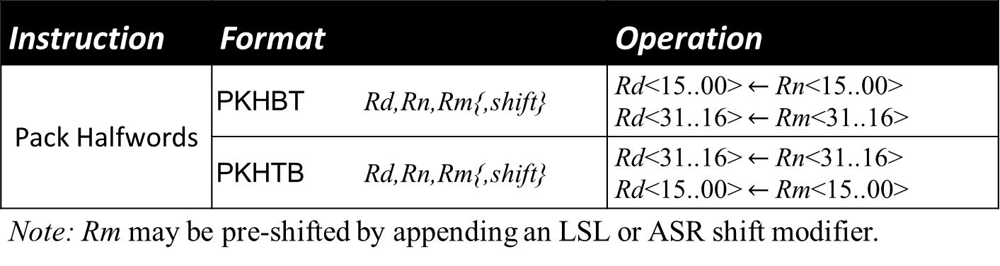 Instruction Format Operation
Pack Halfwords
PKHBT Rd,Rn,Rm{,shift}
Rd<15..00> ← Rn<15..00>
Rd<31..16> ← Rm<31..16>
PKHTB Rd,Rn,Rm{,shift}
Rd<31..16> ← Rn<31..16>
Rd<15..00> ← Rm<15..00>
Note: Rm may be pre-shifted by appending an LSL or ASR shift modifier.